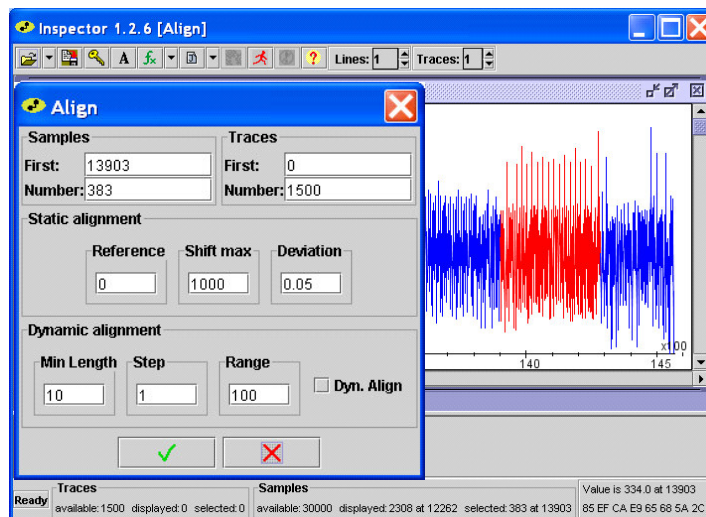 Inspector 1.2.6 [Align]
A fx Lines: 1 Traces: 1
Align
Samples Traces
First: 13903 First: 0
Number: 383 Number: 1500
Static alignment
Reference Shift max Deviation
0 1000 0.05
Dynamic alignment
Min Length Step Range
10 1 100 Dyn. Align
140 145
Ready
Traces Samples Value is 334.0 at 13903
available:1500 displayed:0 selected:0 available:30000 displayed:2308 at 12262 selected:383 at 13903 85 EF CA E9 65 68 5A 2C